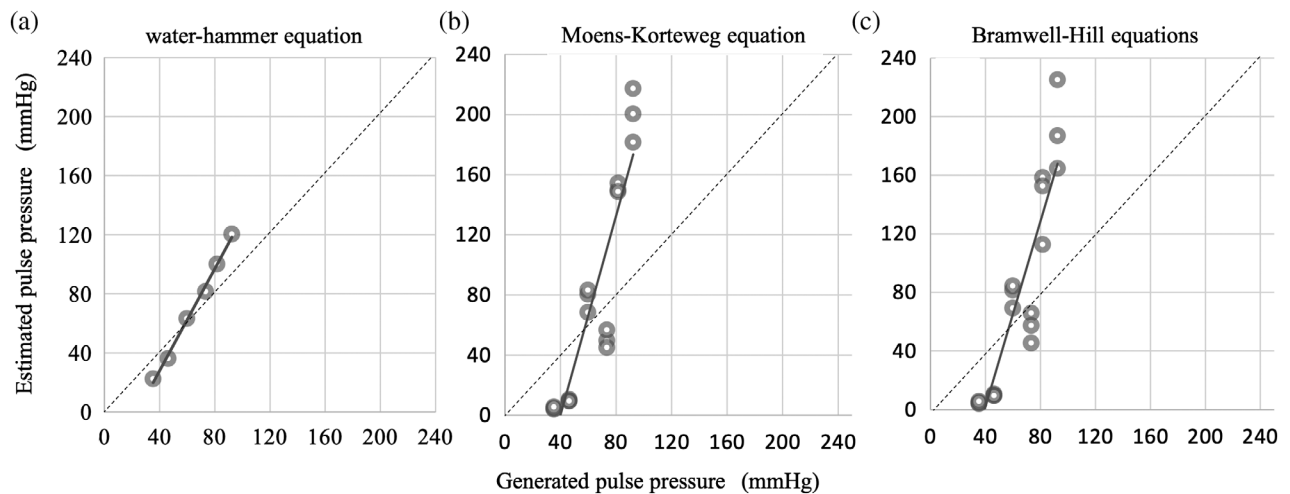 (a)
water-hammer equation
(b)
Moens-Korteweg equation
(c)
Bramwell-Hill equations
Estimated pulse pressure (mmHg)
240
200
160
120
80
40
0
0 40 80 120 160 200 240
240
200
160
120
80
40
0
0 40 80 120 160 200 240
240
200
160
120
80
40
0
0 40 80 120 160 200 240
Generated pulse pressure (mmHg)